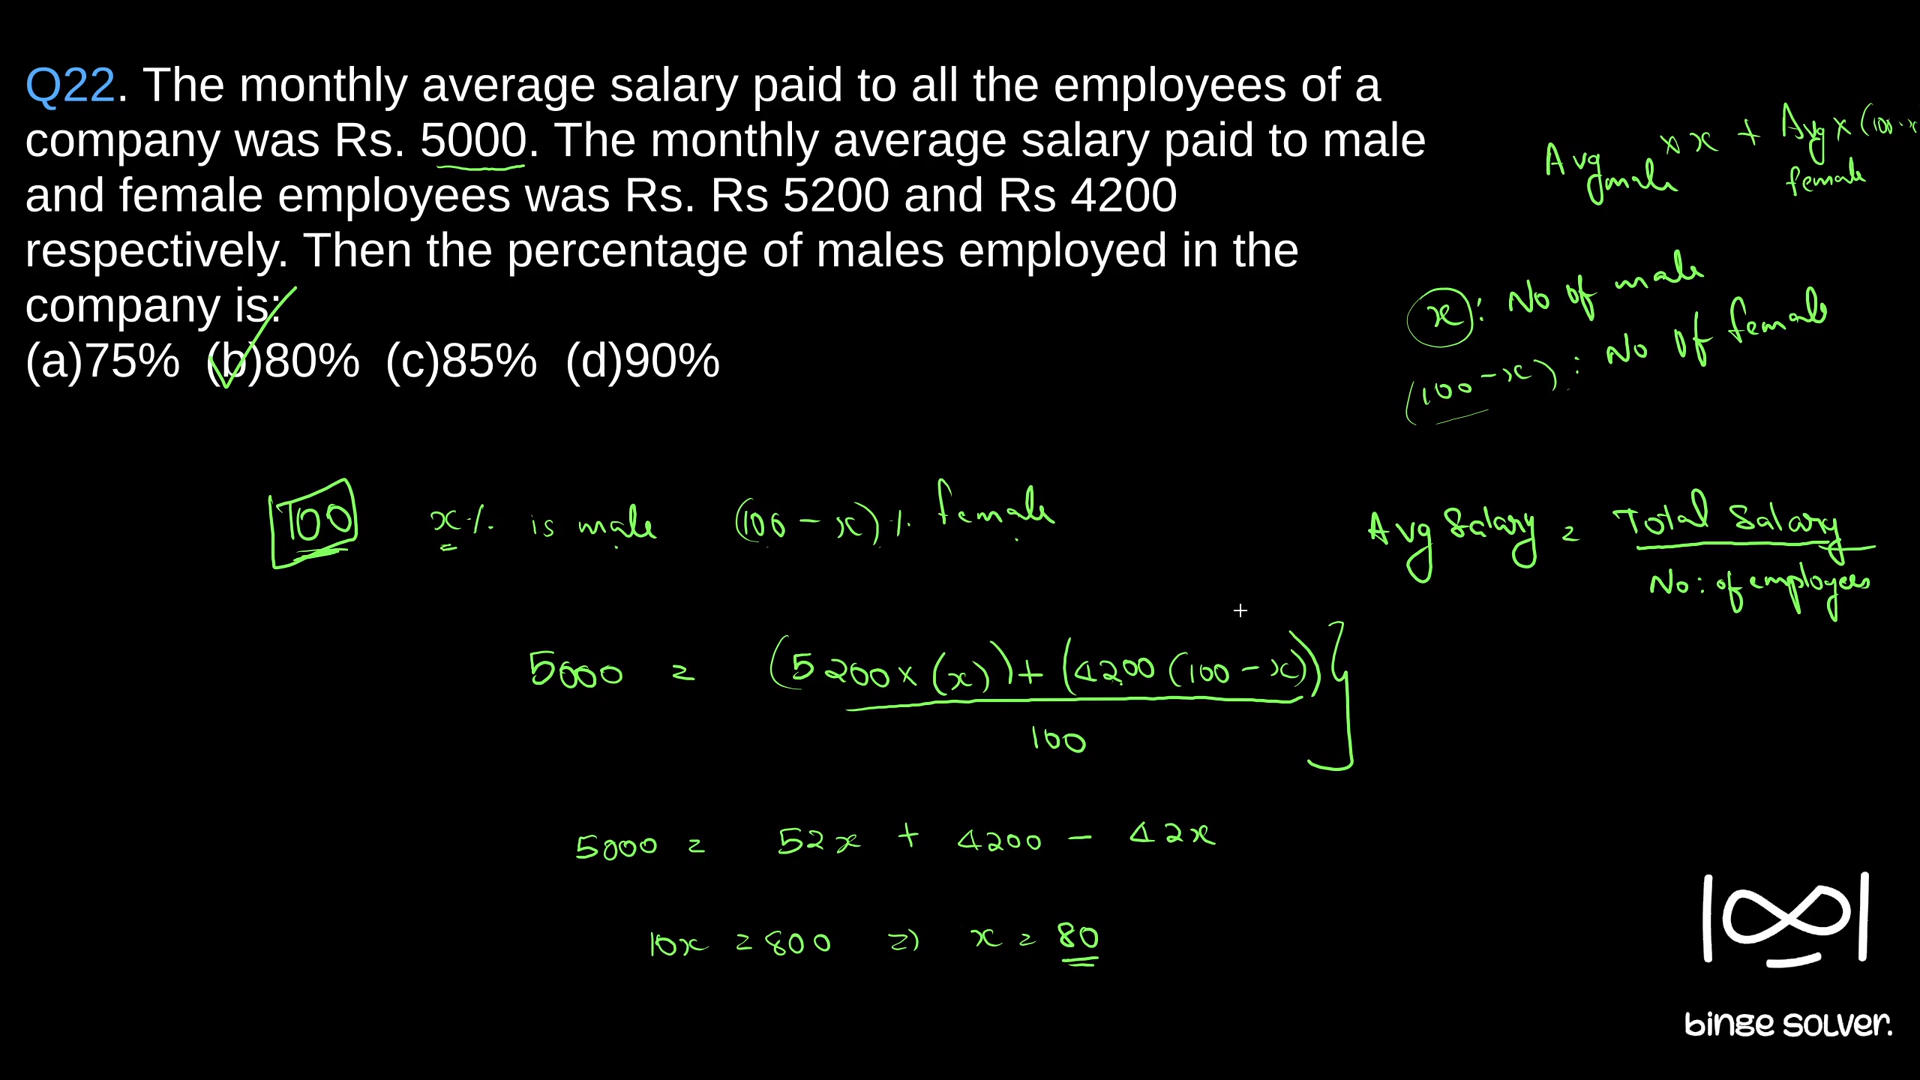 Q22. The monthly average salary paid to all the employees of a
company was Rs. 5000. The monthly average salary paid to male
and female employees was Rs. Rs 5200 and Rs 4200
respectively. Then the percentage of males employed in the
company is:
(a)75% (b)80% (c)85% (d)90%
Avg male × x + Avg female × (100-x
x : No of male
(100-x) : No of female
100 x% is male (100-x)% female
Avg Salary = Total Salary
No: of employees
5000 = (5200×(x))+(4200(100-x))
100
5000 = 52x + 4200 - 42x
10x = 800 => x = 80
binge solver.